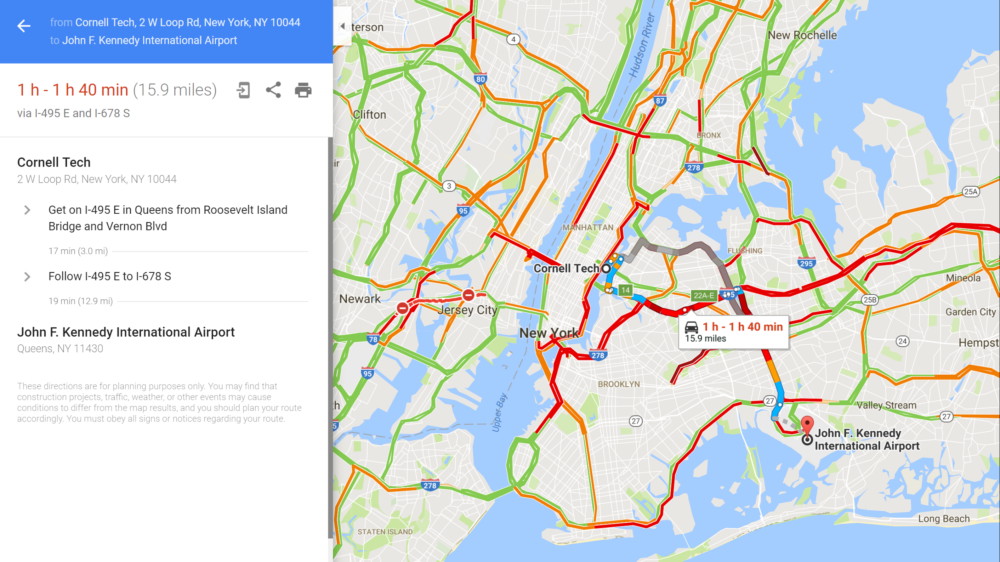 from Cornell Tech, 2 W Loop Rd, New York, NY 10044
to John F. Kennedy International Airport
1 h - 1 h 40 min (15.9 miles)
via I-495 E and I-678 S
Cornell Tech
2 W Loop Rd, New York, NY 10044
Get on I-495 E in Queens from Roosevelt Island
Bridge and Vernon Blvd
17 min (3.0 mi)
Follow I-495 E to I-678 S
19 min (12.9 mi)
John F. Kennedy International Airport
Queens, NY 11430
These directions are for planning purposes only. You may find that
construction projects, traffic, weather, or other events may cause
conditions to differ from the map results, and you should plan your route
accordingly. You must obey all signs or notices regarding your route.
terson
4
Hudson River
New Rochelle
80
87
Clifton
BRONX
ir
278
3
25A
95
MANHATTAN
FLUSHING
295
Cornell Tech
Mineola
14
22A-E
495
Newark
25B
Jersey City
Garden City
1 h - 1 h 40 min
15.9 miles
New York
78
24
Hempst
278
95
BROOKLYN
27
th
Upper Bay
Valley Stream
27
27
5
John F. Kennedy
International Airport
278
Long Beach
STATEN ISLAND